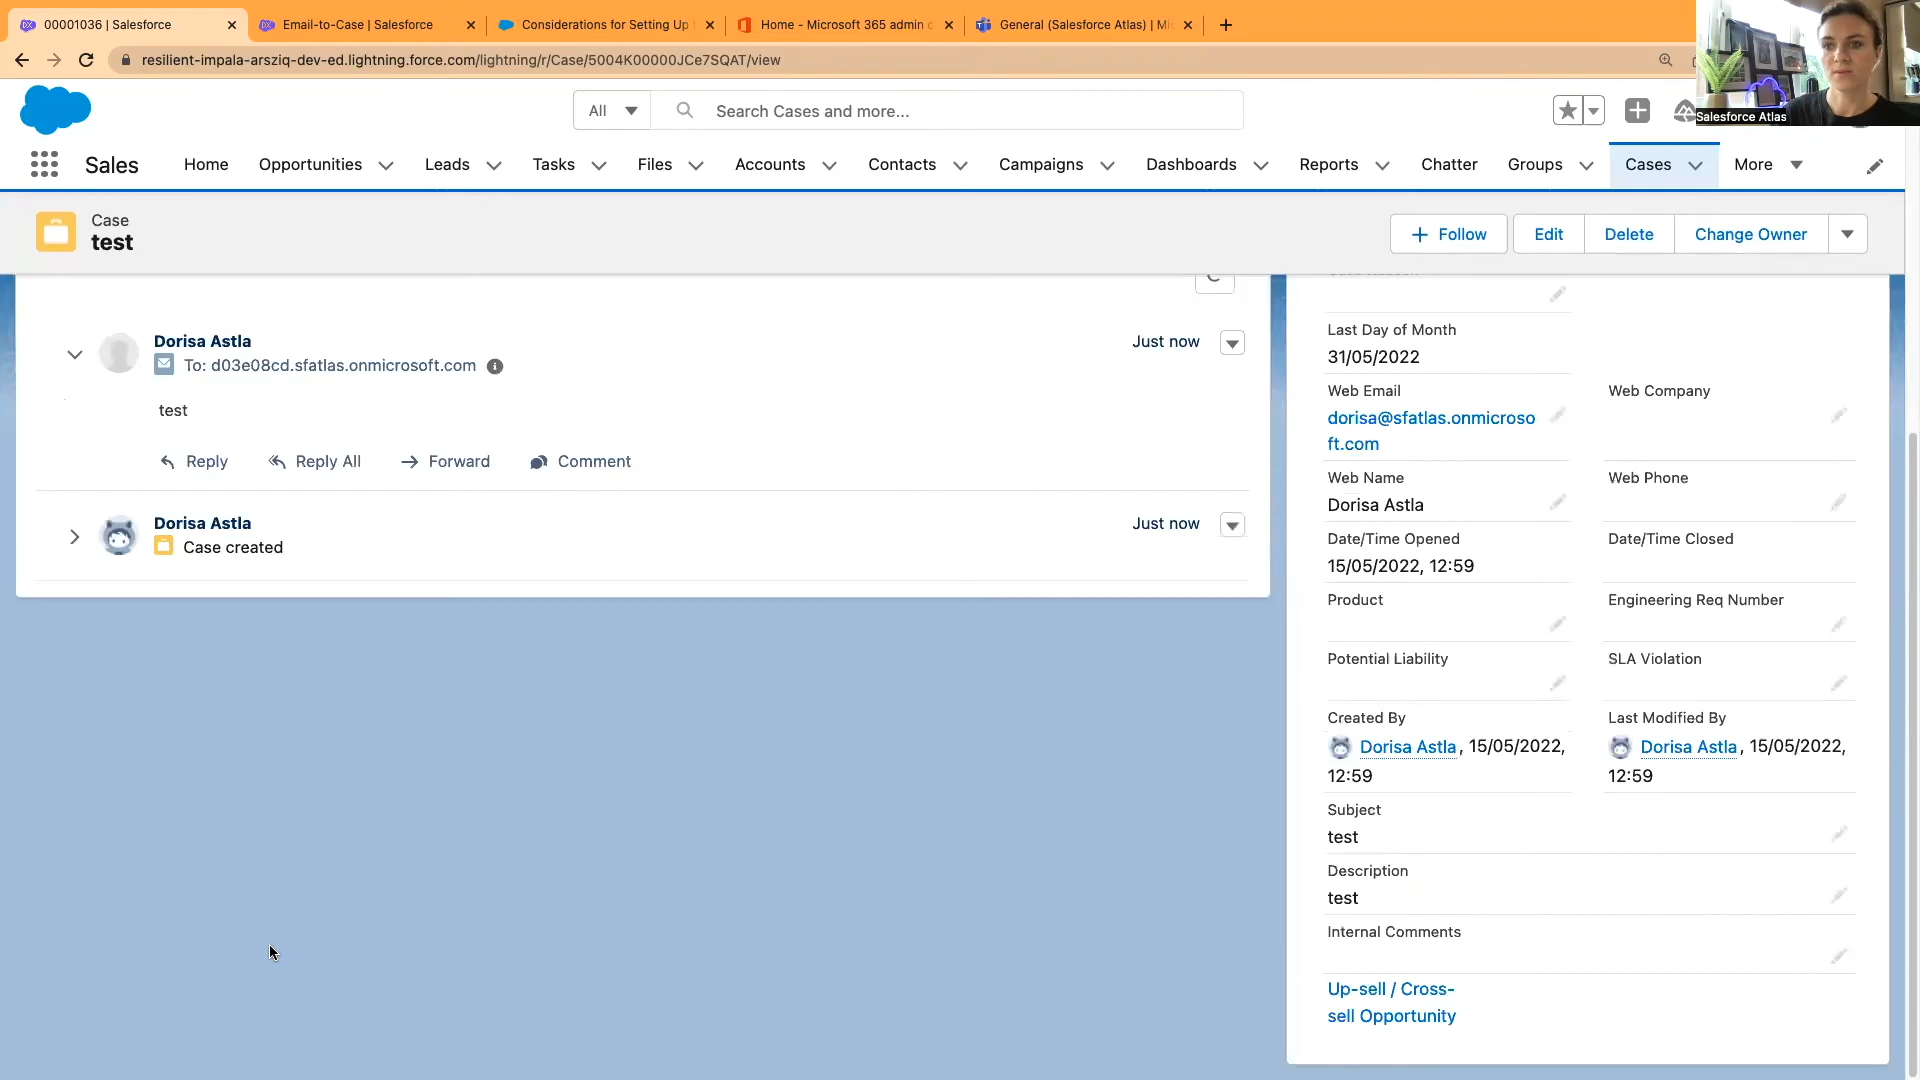 00001036 | Salesforce
Email-to-Case | Salesforce
Considerations for Setting Up
Home - Microsoft 365 admin c
General (Salesforce Atlas) | Mi
resilient-impala-arsziq-dev-ed.lightning.force.com/lightning/r/Case/5004K00000JCe7SQAT/view
Salesforce Atlas
All
Search Cases and more...
Sales
Home
Opportunities
Leads
Tasks
Files
Accounts
Contacts
Campaigns
Dashboards
Reports
Chatter
Groups
Cases
More
Case
test
Follow
Edit
Delete
Change Owner
Dorisa Astla
To: d03e08cd.sfatlas.onmicrosoft.com
Just now
test
Reply
Reply All
Forward
Comment
Dorisa Astla
Case created
Just now
Last Day of Month
31/05/2022
Web Email
dorisa@sfatlas.onmicroso
ft.com
Web Company
Web Name
Dorisa Astla
Web Phone
Date/Time Opened
15/05/2022, 12:59
Date/Time Closed
Product
Engineering Req Number
Potential Liability
SLA Violation
Created By
Dorisa Astla, 15/05/2022,
12:59
Last Modified By
Dorisa Astla, 15/05/2022,
12:59
Subject
test
Description
test
Internal Comments
Up-sell / Cross-
sell Opportunity